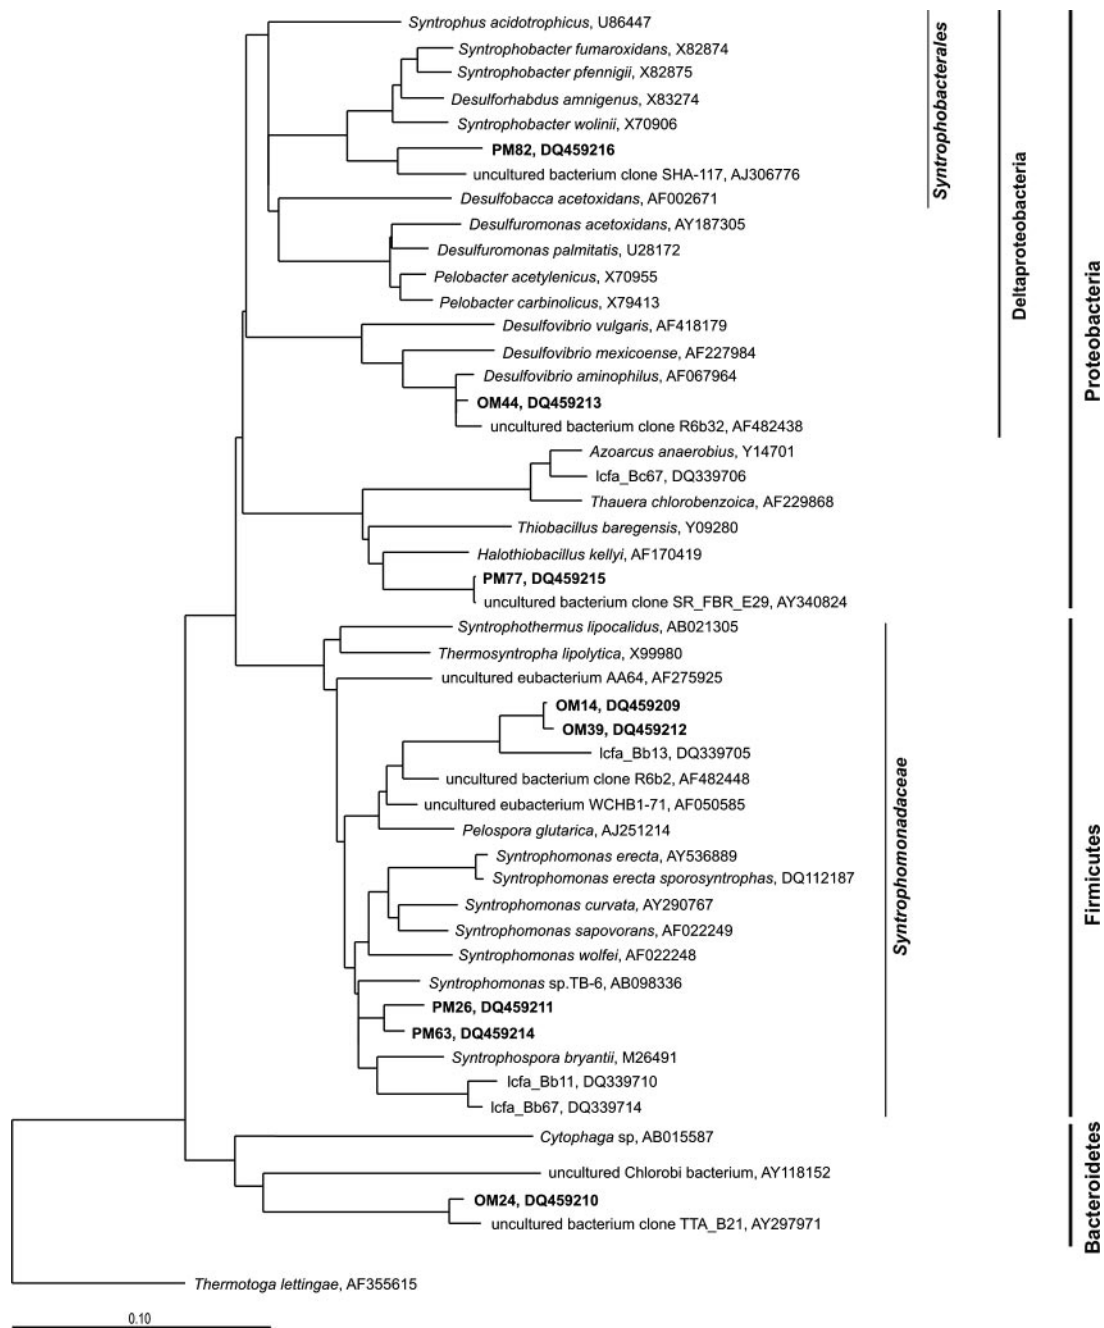 Syntrophus acidotrophicus, U86447
Syntrophobacter fumaroxidans, X82874
Syntrophobacter pfennigii, X82875
Desulforhabdus amnigenus, X83274
Syntrophobacter wolinii, X70906
PM82, DQ459216
uncultured bacterium clone SHA-117, AJ306776
Desulfobacca acetoxidans, AF002671
Desulfuromonas acetoxidans, AY187305
Desulfuromonas palmitatis, U28172
Pelobacter acetylenicus, X70955
Pelobacter carbinolicus, X79413
Desulfovibrio vulgaris, AF418179
Desulfovibrio mexicoense, AF227984
Desulfovibrio aminophilus, AF067964
OM44, DQ459213
uncultured bacterium clone R6b32, AF482438
Azoarcus anaerobius, Y14701
lcfa_Bc67, DQ339706
Thauera chlorobenzoica, AF229868
Thiobacillus baregensis, Y09280
Halothiobacillus kellyi, AF170419
PM77, DQ459215
uncultured bacterium clone SR_FBR_E29, AY340824
Syntrophothermus lipocalidus, AB021305
Thermosyntropha lipolytica, X99980
uncultured eubacterium AA64, AF275925
OM14, DQ459209
OM39, DQ459212
lcfa_Bb13, DQ339705
uncultured bacterium clone R6b2, AF482448
uncultured eubacterium WCHB1-71, AF050585
Pelospora glutarica, AJ251214
Syntrophomonas erecta, AY536889
Syntrophomonas erecta sporosyntrophas, DQ112187
Syntrophomonas curvata, AY290767
Syntrophomonas sapovorans, AF022249
Syntrophomonas wolfei, AF022248
Syntrophomonas sp.TB-6, AB098336
PM26, DQ459211
PM63, DQ459214
Syntrophospora bryantii, M26491
lcfa_Bb11, DQ339710
lcfa_Bb67, DQ339714
Cytophaga sp, AB015587
uncultured Chlorobi bacterium, AY118152
OM24, DQ459210
uncultured bacterium clone TTA_B21, AY297971
Thermotoga lettingae, AF355615
0.10
Syntrophobacterales
Deltaproteobacteria
Proteobacteria
Syntrophomonadaceae
Firmicutes
Bacteroidetes